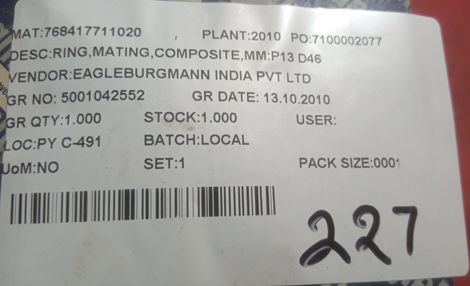 MAT:768417711020 , PLANT:2010 PO:7100002077
DESC:RING,MATING,COMPOSITE,MM:P13 D46
VENDOR:EAGLEBURGMANN INDIA PVT LTD
GR NO: 5001042552 GR DATE: 13.10.2010
GR QTY:1.000 STOCK:1.000 USER:
LOC:PY C-491 BATCH:LOCAL
UoM:NO SET:1 PACK SIZE:0001
227